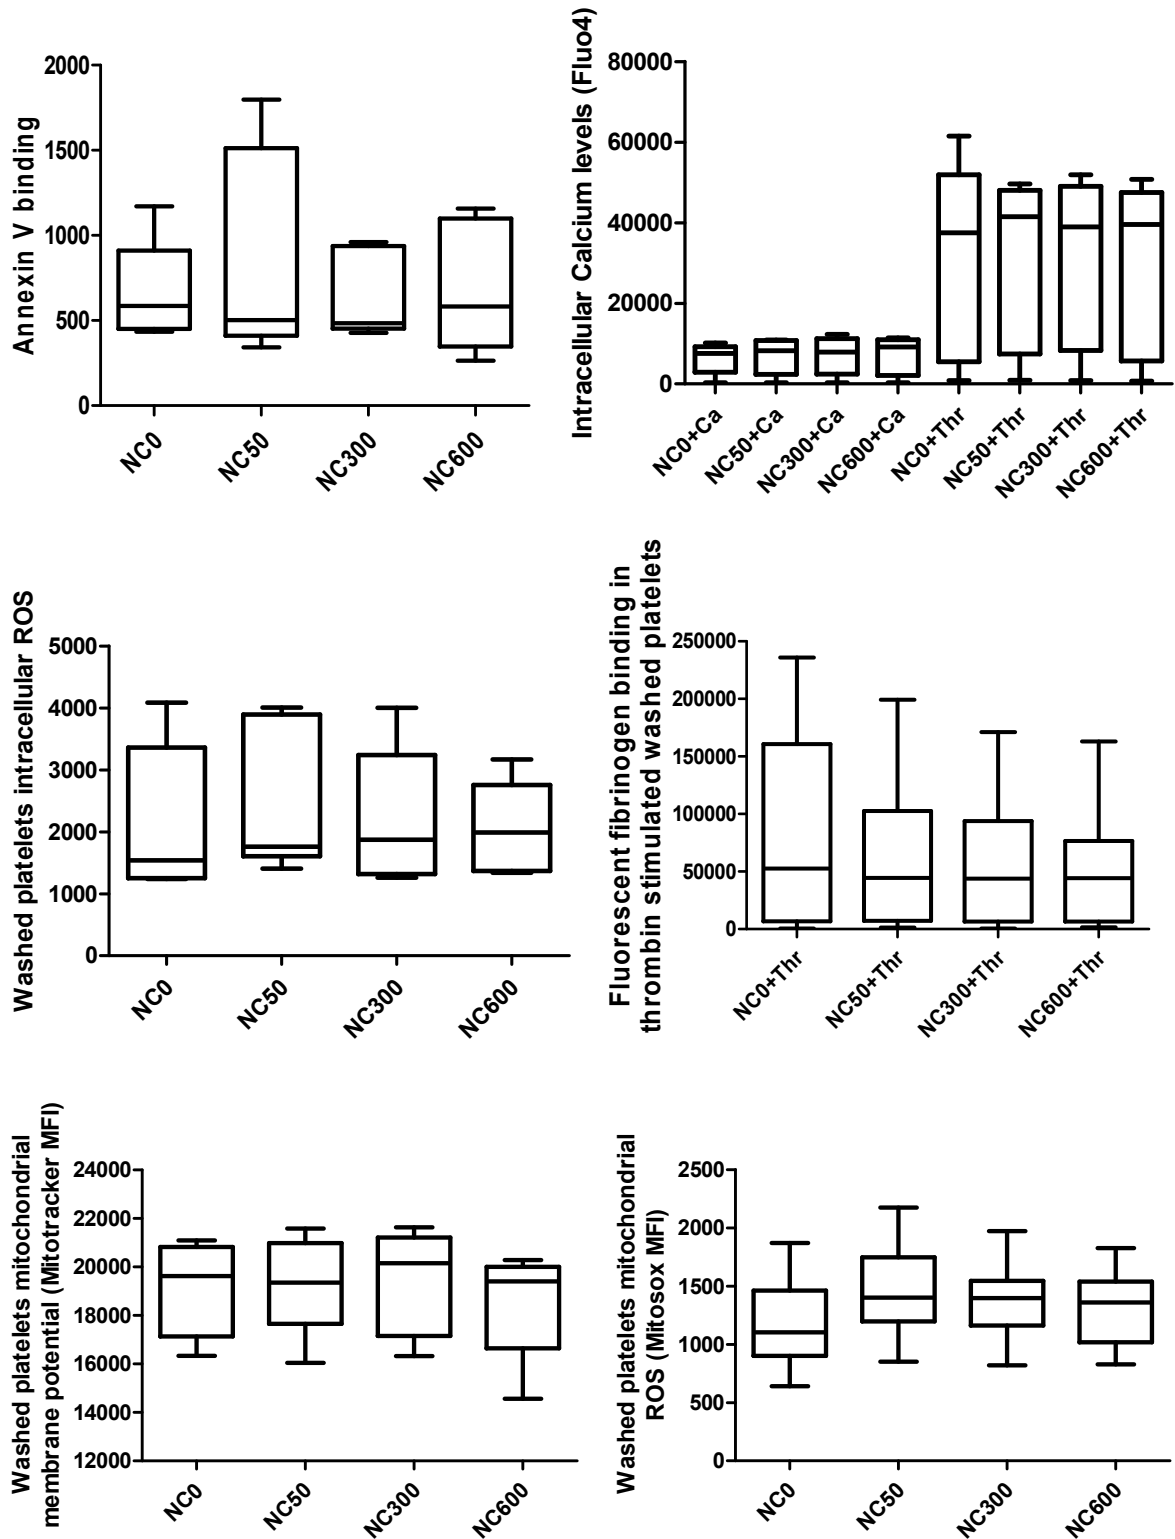 Annexin V binding
2000
1500
1000
500
0
NC0
NC50
NC300
NC600
Intracellular Calcium levels (Fluo4)
80000
60000
40000
20000
0
NC0+Ca
NC50+Ca
NC300+Ca
NC600+Ca
NC0+Thr
NC50+Thr
NC300+Thr
NC600+Thr
Washed platelets intracellular ROS
5000
4000
3000
2000
1000
0
NC0
NC50
NC300
NC600
Fluorescent fibrinogen binding in
thrombin stimulated washed platelets
250000
200000
150000
100000
50000
0
NC0+Thr
NC50+Thr
NC300+Thr
NC600+Thr
Washed platelets mitochondrial
membrane potential (Mitotracker MFI)
24000
22000
20000
18000
16000
14000
12000
NC0
NC50
NC300
NC600
Washed platelets mitochondrial
ROS (Mitosox MFI)
2500
2000
1500
1000
500
0
NC0
NC50
NC300
NC600